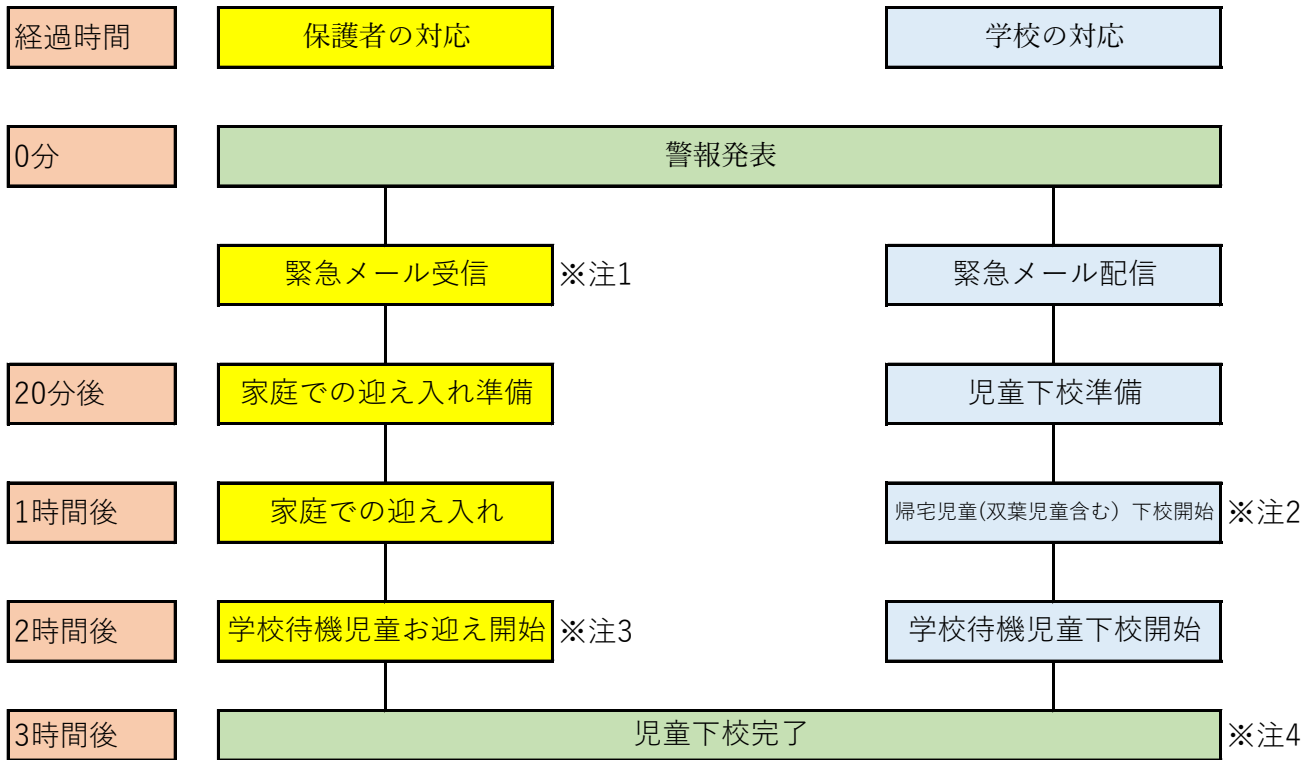 経過時間 保護者の対応 学校の対応
0分 警報発表
緊急メール受信 ※注1 緊急メール配信
20分後 家庭での迎え入れ準備 児童下校準備
1時間後 家庭での迎え入れ 帰宅児童(双葉児童含む）下校開始 ※注2
2時間後 学校待機児童お迎え開始 ※注3 学校待機児童下校開始
3時間後 児童下校完了 ※注4